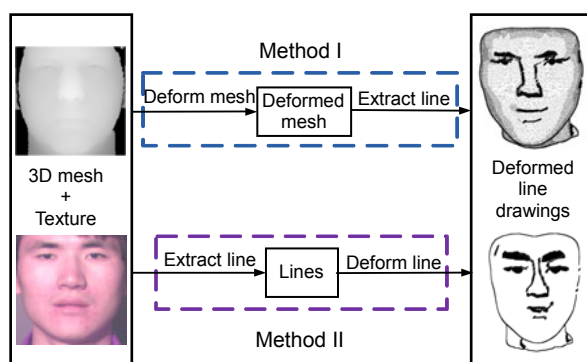 Method I
Deform mesh
Deformed
mesh
Extract line
3D mesh
+
Texture
Deformed
line
drawings
Extract line
Lines
Deform line
Method II